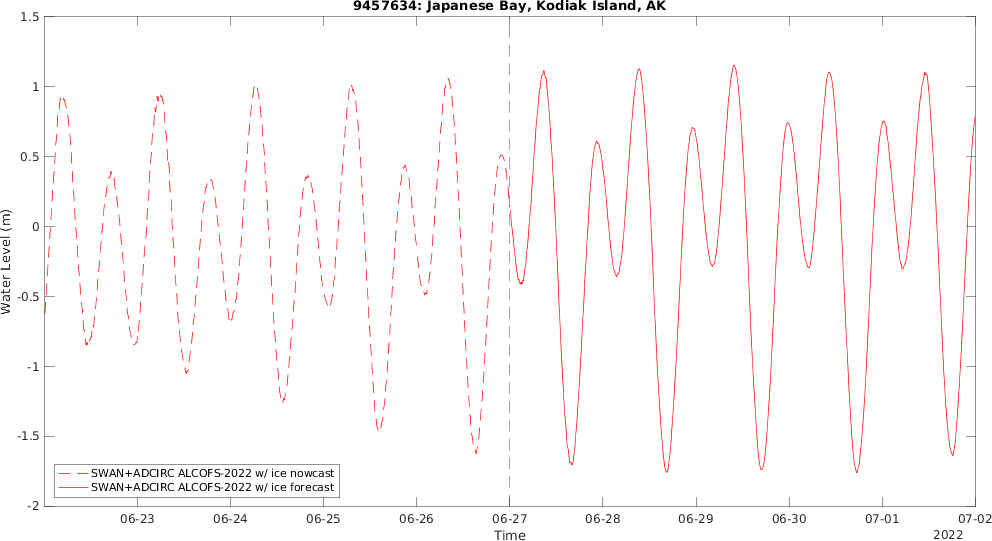 9457634: Japanese Bay, Kodiak Island, AK
1.5
1
0.5
0
-0.5
-1
-1.5
-2
Water Level (m)
SWAN+ADCIRC ALCOFS-2022 w/ ice nowcast
SWAN+ADCIRC ALCOFS-2022 w/ ice forecast
06-23 06-24 06-25 06-26 06-27 06-28 06-29 06-30 07-01 07-02
Time
2022